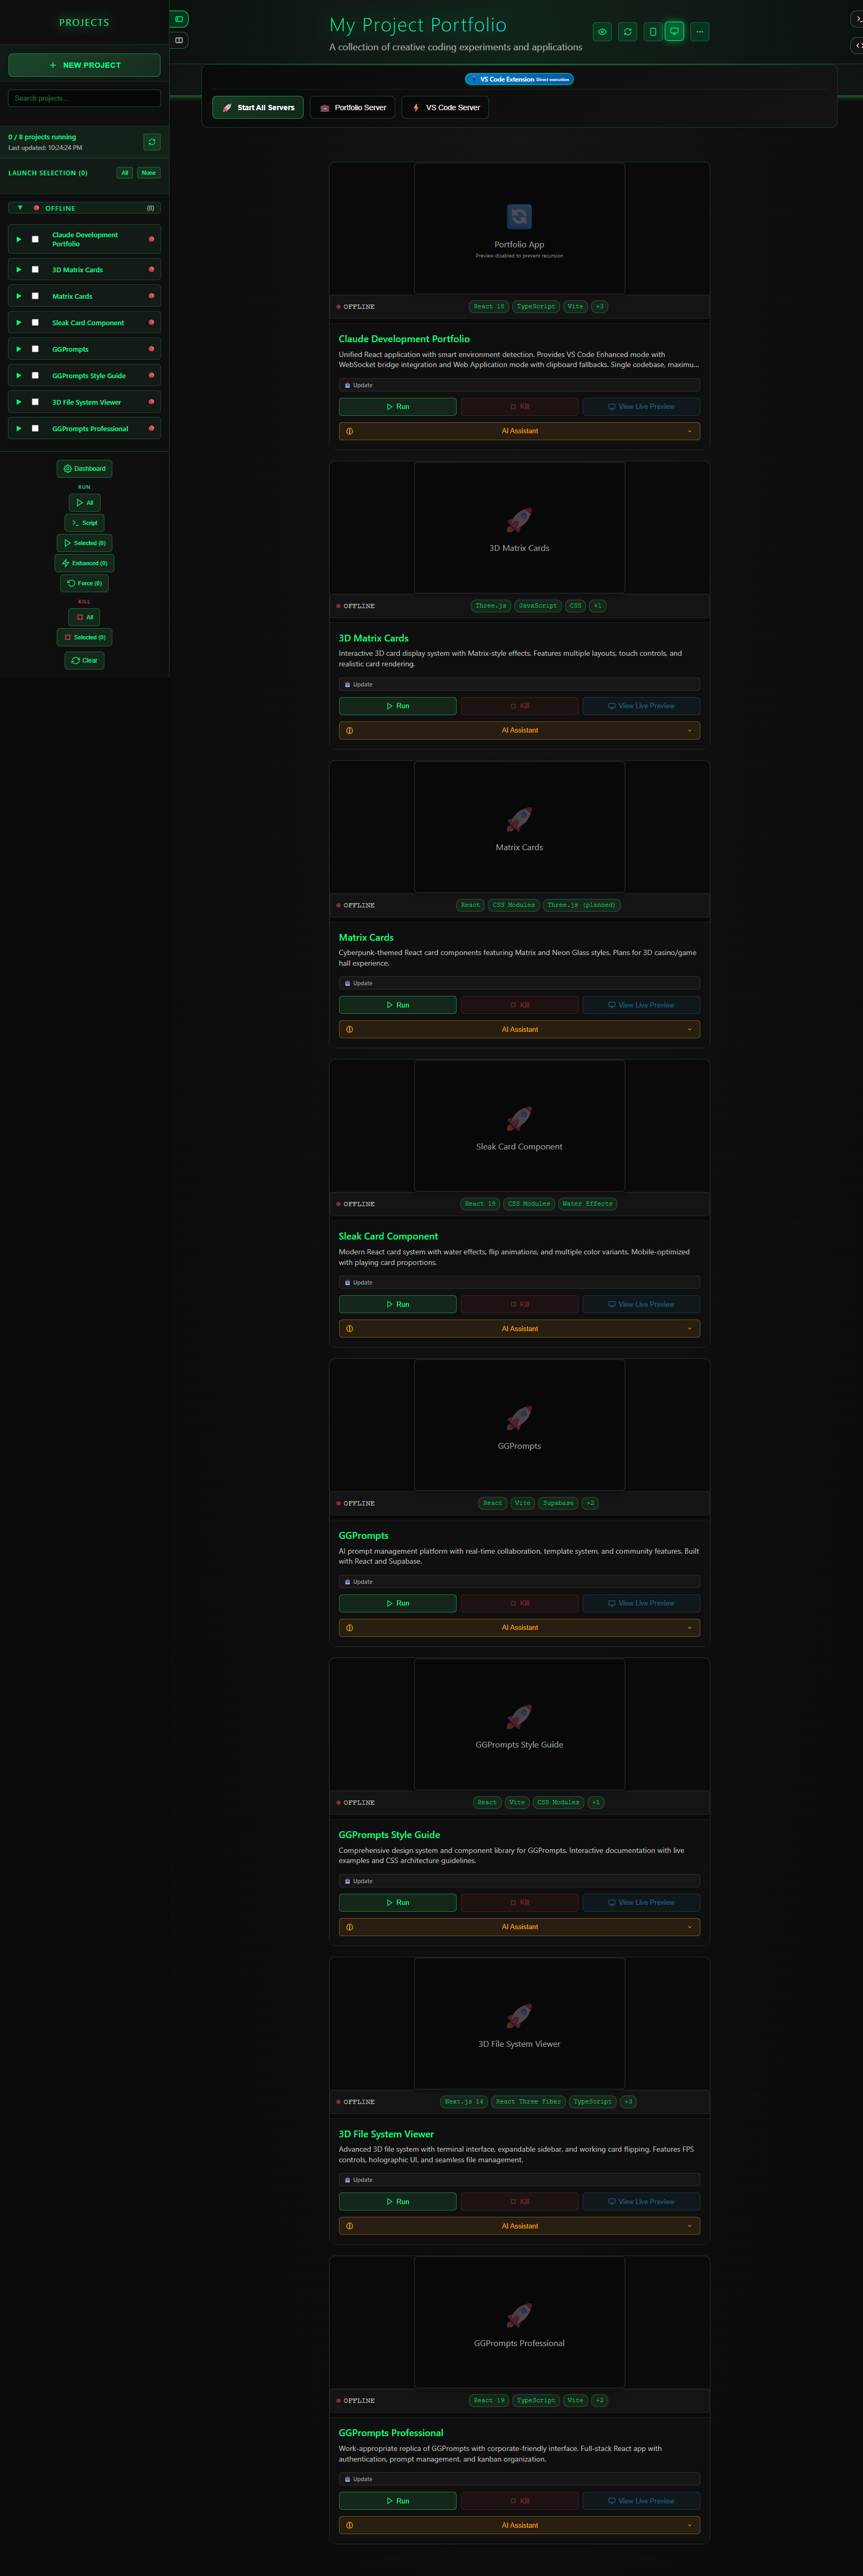 PROJECTS
NEW PROJECT
Search projects...
0 / 8 projects running
Last updated: 10:24:24 PM
LAUNCH SELECTION (0)
All
None
OFFLINE
(8)
Claude Development
Portfolio
3D Matrix Cards
Matrix Cards
Sleak Card Component
GGPrompts
GGPrompts Style Guide
3D File System Viewer
GGPrompts Professional
Dashboard
RUN
All
Script
Selected (0)
Enhanced (0)
Force (0)
KILL
All
Selected (0)
Clear
My Project Portfolio
A collection of creative coding experiments and applications
VS Code Extension Direct execution
Start All Servers
Portfolio Server
VS Code Server
Portfolio App
Preview disabled to prevent recursion
OFFLINE
React 18
TypeScript
Vite
+3
Claude Development Portfolio
Unified React application with smart environment detection. Provides VS Code Enhanced mode with
WebSocket bridge integration and Web Application mode with clipboard fallbacks. Single codebase, maximu...
Update
Run
Kill
View Live Preview
AI Assistant
3D Matrix Cards
OFFLINE
Three.js
JavaScript
CSS
+1
3D Matrix Cards
Interactive 3D card display system with Matrix-style effects. Features multiple layouts, touch controls, and
realistic card rendering.
Update
Run
Kill
View Live Preview
AI Assistant
Matrix Cards
OFFLINE
React
CSS Modules
Three.js (planned)
Matrix Cards
Cyberpunk-themed React card components featuring Matrix and Neon Glass styles. Plans for 3D casino/game
hall experience.
Update
Run
Kill
View Live Preview
AI Assistant
Sleak Card Component
OFFLINE
React 19
CSS Modules
Water Effects
Sleak Card Component
Modern React card system with water effects, flip animations, and multiple color variants. Mobile-optimized
with playing card proportions.
Update
Run
Kill
View Live Preview
AI Assistant
GGPrompts
OFFLINE
React
Vite
Supabase
+2
GGPrompts
AI prompt management platform with real-time collaboration, template system, and community features. Built
with React and Supabase.
Update
Run
Kill
View Live Preview
AI Assistant
GGPrompts Style Guide
OFFLINE
React
Vite
CSS Modules
+1
GGPrompts Style Guide
Comprehensive design system and component library for GGPrompts. Interactive documentation with live
examples and CSS architecture guidelines.
Update
Run
Kill
View Live Preview
AI Assistant
3D File System Viewer
OFFLINE
Next.js 14
React Three Fiber
TypeScript
+3
3D File System Viewer
Advanced 3D file system with terminal interface, expandable sidebar, and working card flipping. Features FPS
controls, holographic UI, and seamless file management.
Update
Run
Kill
View Live Preview
AI Assistant
GGPrompts Professional
OFFLINE
React 19
TypeScript
Vite
+2
GGPrompts Professional
Work-appropriate replica of GGPrompts with corporate-friendly interface. Full-stack React app with
authentication, prompt management, and kanban organization.
Update
Run
Kill
View Live Preview
AI Assistant